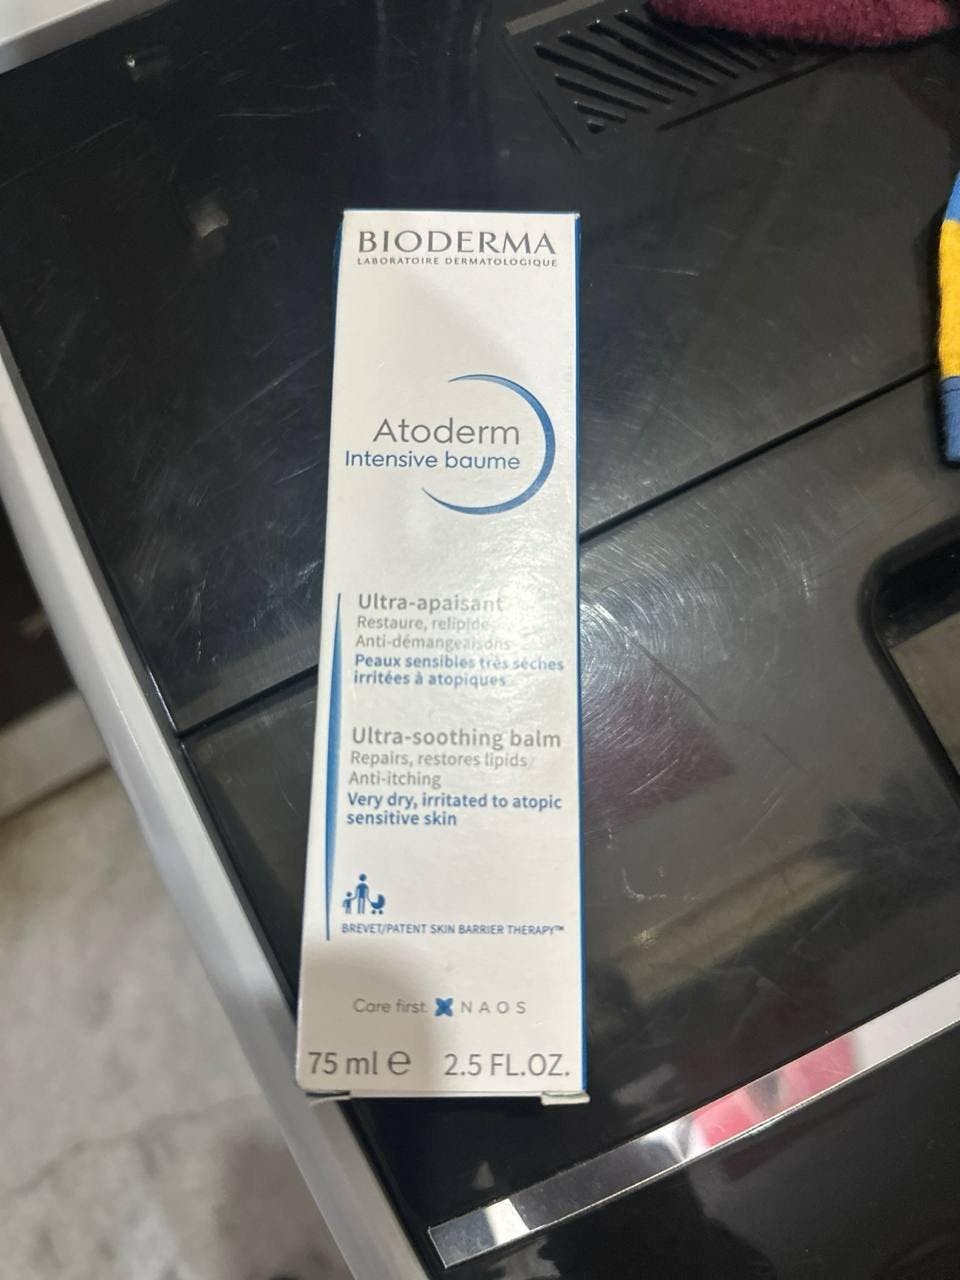 BIODERMA
LABORATOIRE DERMATOLOGIQUE
Atoderm
Intensive baume
Ultra-apaisant
Restaure, relipide
Anti-démangeaisons
Peaux sensibles très sèches
irritées à atopiques
Ultra-soothing balm
Repairs, restores lipids
Anti-itching
Very dry, irritated to atopic
sensitive skin
BREVET/PATENT SKIN BARRIER THERAPY™
Care first NAOS
75 ml ℮ 2.5 FL.OZ.